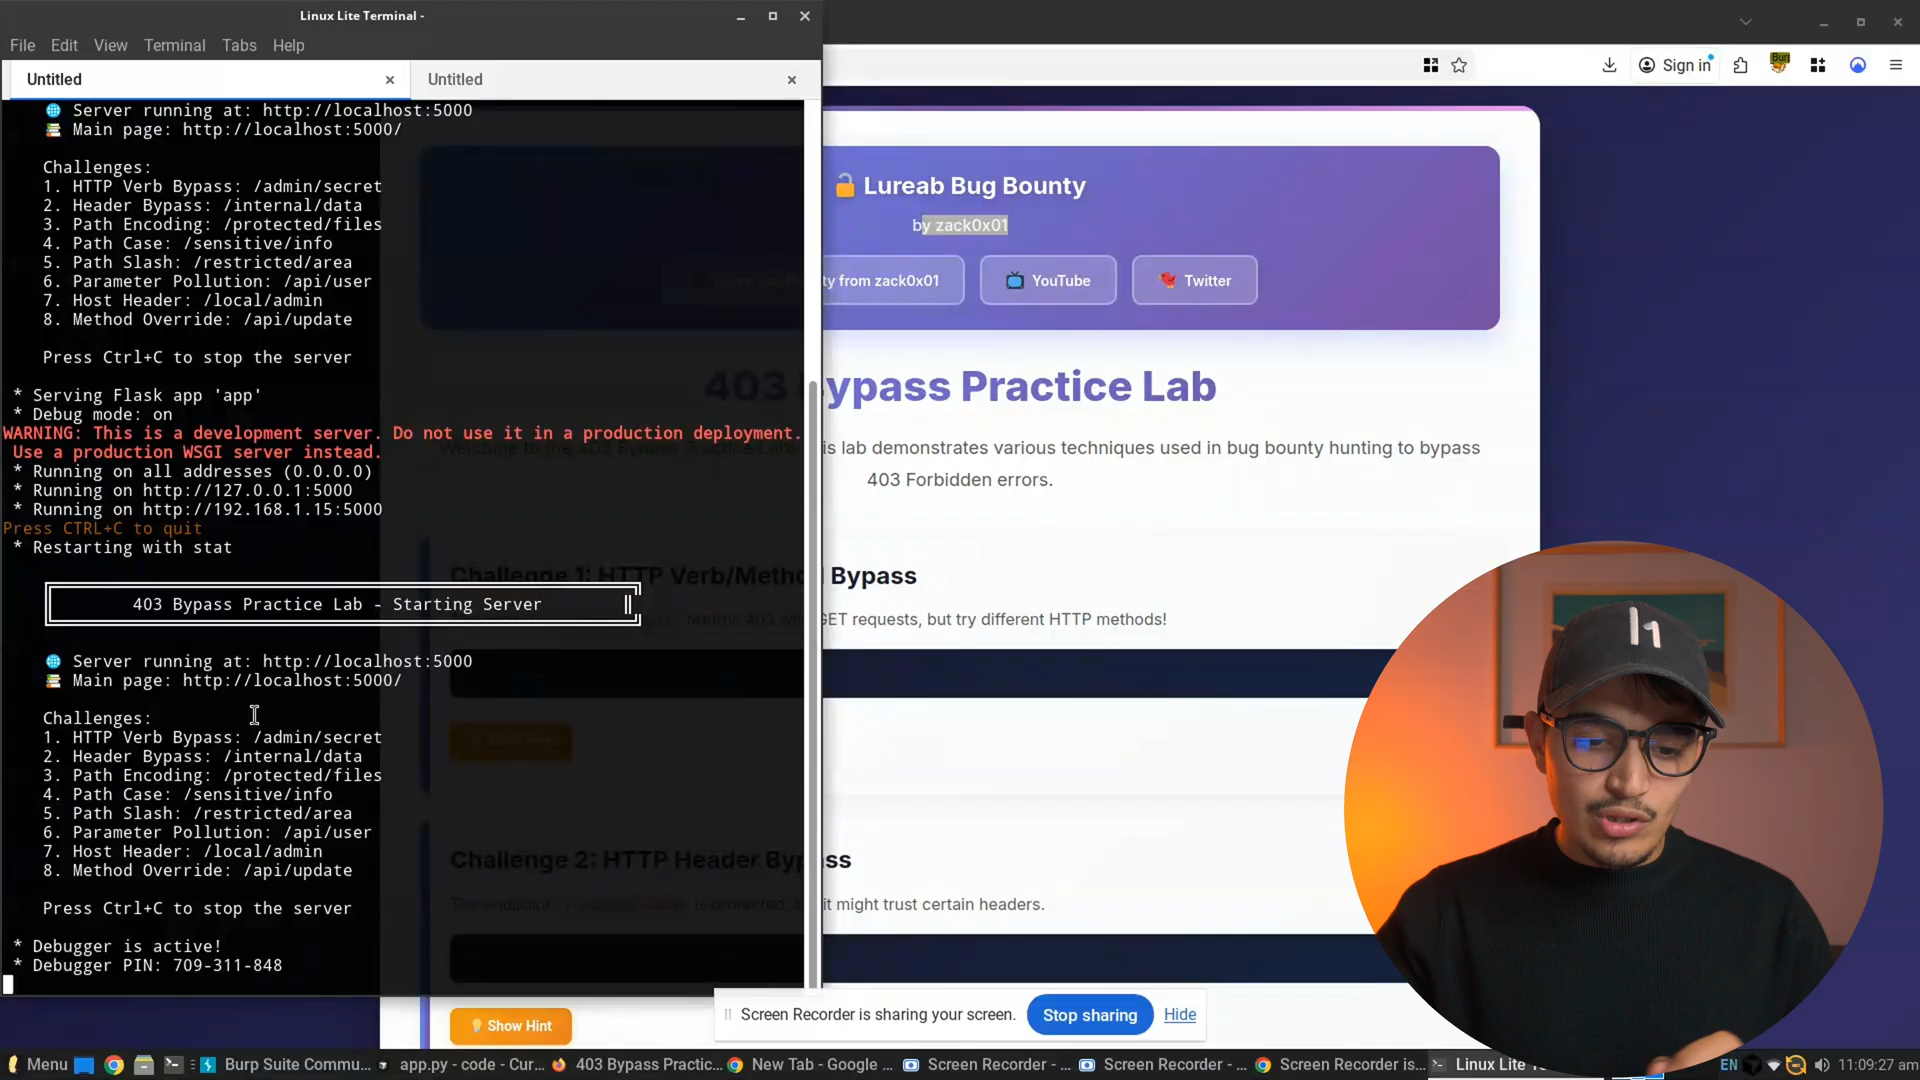 Linux Lite Terminal -
File Edit View Terminal Tabs Help
Untitled
Untitled
Sign in
🌐 Server running at: http://localhost:5000
📚 Main page: http://localhost:5000/
Challenges:
1. HTTP Verb Bypass: /admin/secret
2. Header Bypass: /internal/data
3. Path Encoding: /protected/files
4. Path Case: /sensitive/info
5. Path Slash: /restricted/area
6. Parameter Pollution: /api/user
7. Host Header: /local/admin
8. Method Override: /api/update
Press Ctrl+C to stop the server
* Serving Flask app 'app'
* Debug mode: on
WARNING: This is a development server. Do not use it in a production deployment.
Use a production WSGI server instead.
* Running on all addresses (0.0.0.0)
* Running on http://127.0.0.1:5000
* Running on http://192.168.1.15:5000
Press CTRL+C to quit
* Restarting with stat
403 Bypass Practice Lab - Starting Server
🌐 Server running at: http://localhost:5000
📚 Main page: http://localhost:5000/
Challenges:
1. HTTP Verb Bypass: /admin/secret
2. Header Bypass: /internal/data
3. Path Encoding: /protected/files
4. Path Case: /sensitive/info
5. Path Slash: /restricted/area
6. Parameter Pollution: /api/user
7. Host Header: /local/admin
8. Method Override: /api/update
Press Ctrl+C to stop the server
* Debugger is active!
* Debugger PIN: 709-311-848
🔓 Lureab Bug Bounty
by zack0x01
ty from zack0x01
📺 YouTube
🐦 Twitter
403 Bypass Practice Lab
is lab demonstrates various techniques used in bug bounty hunting to bypass
403 Forbidden errors.
Challenge 1: HTTP Verb/Method Bypass
GET requests, but try different HTTP methods!
Challenge 2: HTTP Header Bypass
it might trust certain headers.
💡 Show Hint
Screen Recorder is sharing your screen.
Stop sharing
Hide
Menu
Burp Suite Commu...
app.py - code - Cur...
403 Bypass Practic...
New Tab - Google ...
Screen Recorder - ...
Screen Recorder - ...
Screen Recorder is...
Linux Lite
EN
11:09:27 am